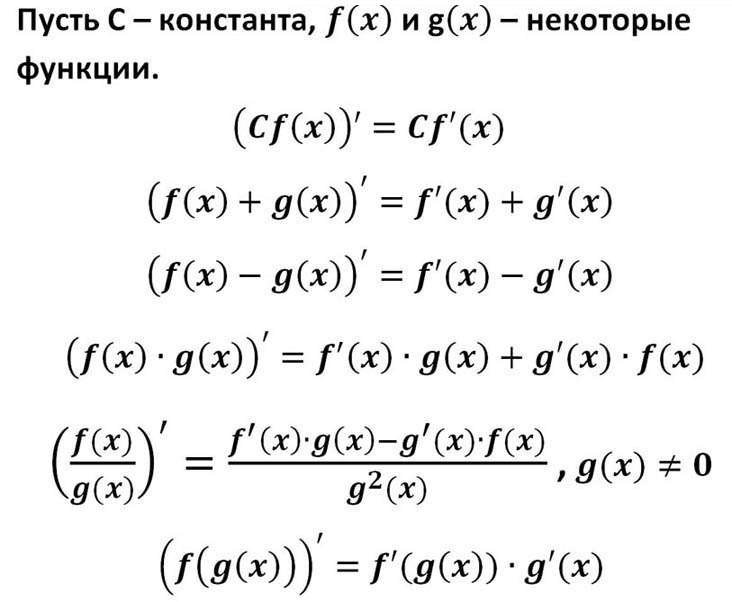 Пусть С – константа, f(x) и g(x) – некоторые
функции.
(Cf(x))′ = Cf′(x)
(f(x) + g(x))′ = f′(x) + g′(x)
(f(x) − g(x))′ = f′(x) − g′(x)
(f(x) · g(x))′ = f′(x) · g(x) + g′(x) · f(x)
(f(x)/g(x))′ = (f′(x)·g(x)−g′(x)·f(x))/g²(x) , g(x) ≠ 0
(f(g(x)))′ = f′(g(x)) · g′(x)